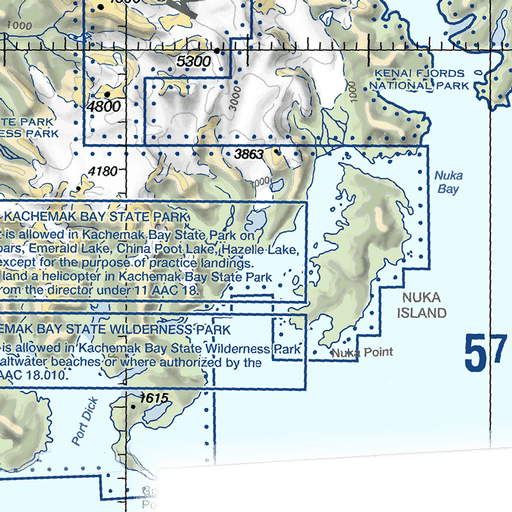 1000
5300
3000
1000
KENAI FJORDS
NATIONAL PARK
4800
TE PARK
ESS PARK
3863
4180
Nuka
Bay
KACHEMAK BAY STATE PARK
is allowed in Kachemak Bay State Park on
bars, Emerald Lake, China Poot Lake, Hazelle Lake,
except for the purpose of practice landings.
land a helicopter in Kachemak Bay State Park
from the director under 11 AAC 18.
NUKA
ISLAND
EMAK BAY STATE WILDERNESS PARK
is allowed in Kachemak Bay State Wilderness Park
altwater beaches or where authorized by the
AAC 18.010.
Nuka Point
57
1615
Port Dick